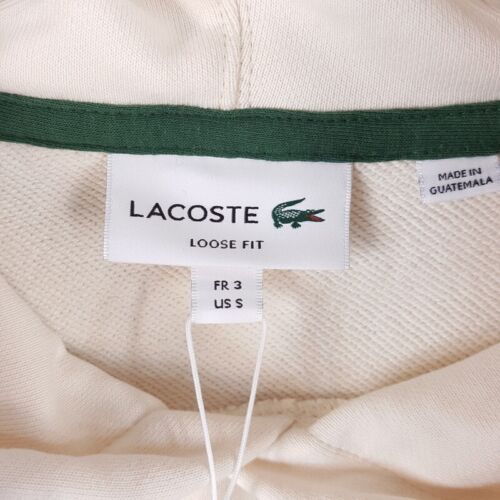 LACOSTE
LOOSE FIT
FR 3
US S
MADE IN
GUATEMALA